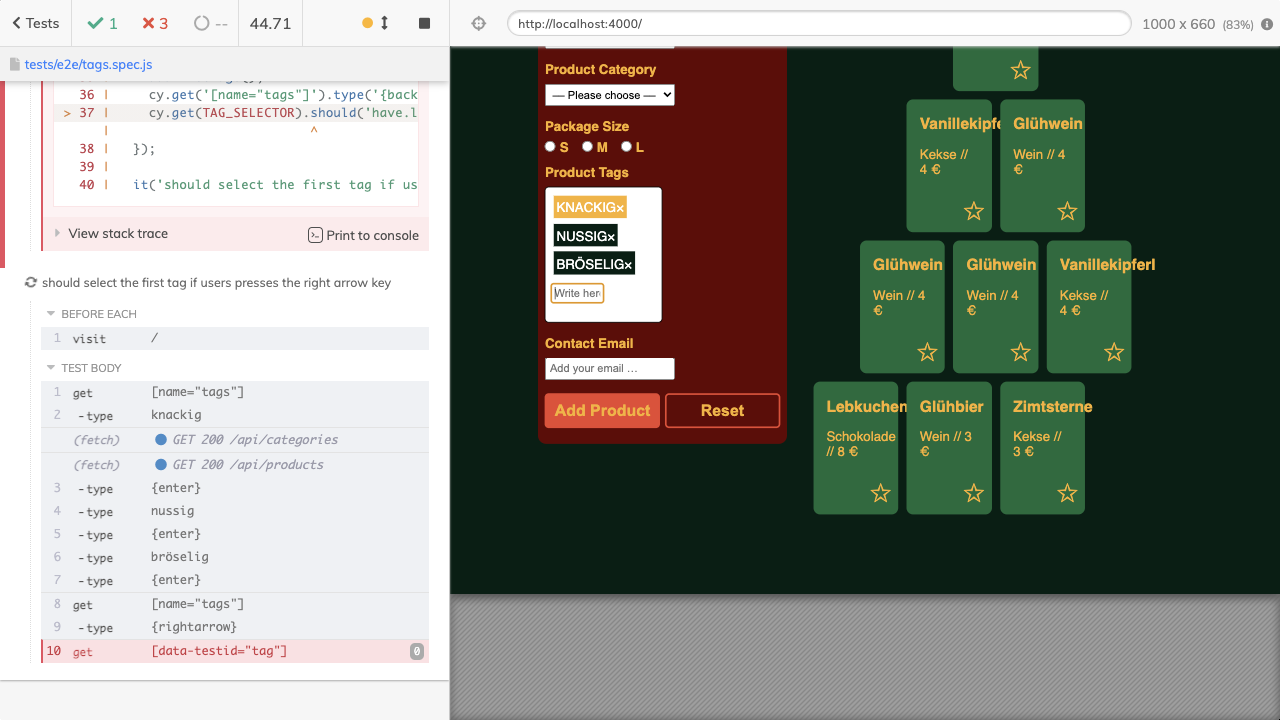 Tests
1
3
--
44.71
http://localhost:4000/
1000 x 660 (83%)
tests/e2e/tags.spec.js
36 | cy.get('[name="tags"]').type('{back
> 37 | cy.get(TAG_SELECTOR).should('have.l
| ^
38 | });
39 |
40 | it('should select the first tag if us
View stack trace
Print to console
should select the first tag if users presses the right arrow key
BEFORE EACH
1 visit /
TEST BODY
1 get [name="tags"]
2 -type knackig
(fetch) GET 200 /api/categories
(fetch) GET 200 /api/products
3 -type {enter}
4 -type nussig
5 -type {enter}
6 -type bröselig
7 -type {enter}
8 get [name="tags"]
9 -type {rightarrow}
10 get [data-testid="tag"] 0
Product Category
— Please choose —
Package Size
S M L
Product Tags
KNACKIG×
NUSSIG×
BRÖSELIG×
Write her
Contact Email
Add your email …
Add Product
Reset
Vanillekipfe
Kekse //
4 €
Glühwein
Wein // 4
€
Glühwein
Wein // 4
€
Glühwein
Wein // 4
€
Vanillekipferl
Kekse //
4 €
Lebkuchen
Schokolade
// 8 €
Glühbier
Wein // 3
€
Zimtsterne
Kekse //
3 €